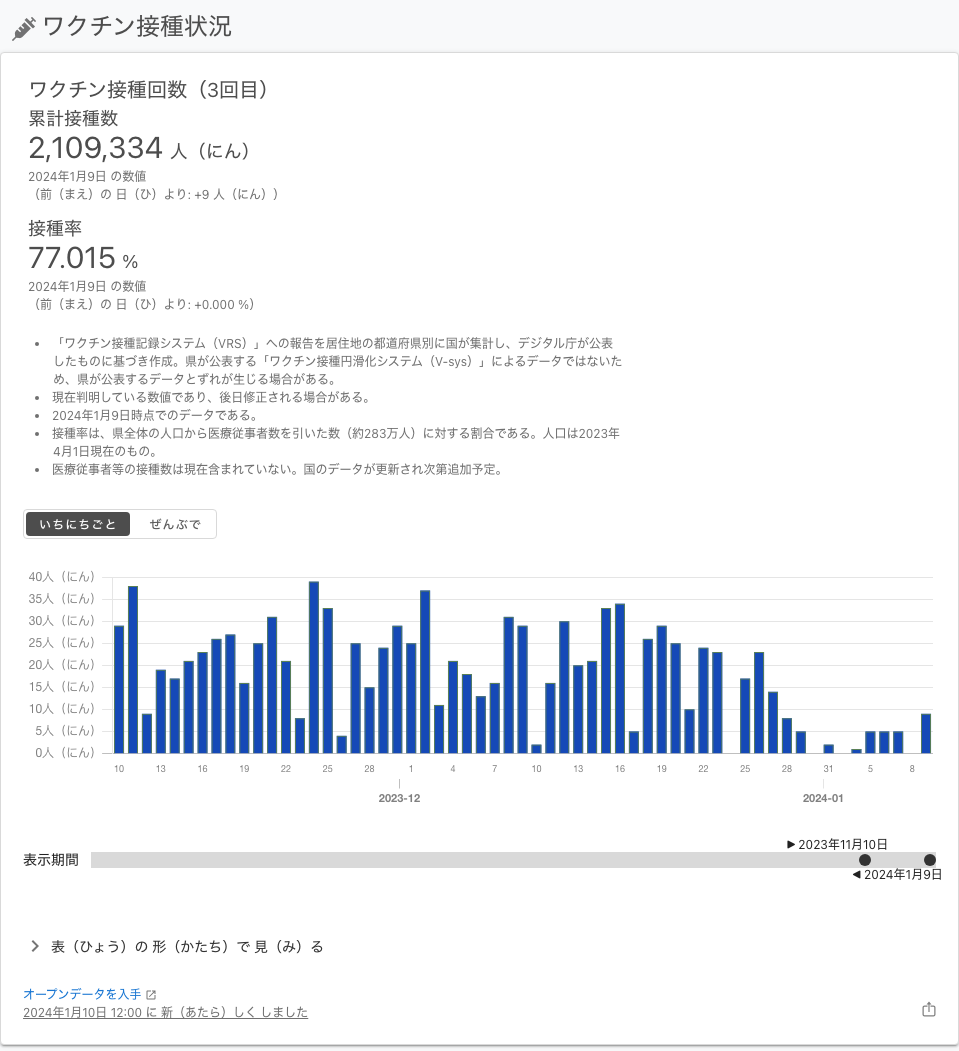 ワクチン接種状況
ワクチン接種回数（3回目）
累計接種数
2,109,334 人（にん）
2024年1月9日 の数値
（前（まえ）の 日（ひ）より: +9 人（にん））
接種率
77.015 %
2024年1月9日 の数値
（前（まえ）の 日（ひ）より: +0.000 %）
• 「ワクチン接種記録システム（VRS）」への報告を居住地の都道府県別に国が集計し、デジタル庁が公表
したものに基づき作成。県が公表する「ワクチン接種円滑化システム（V-sys）」によるデータではないた
め、県が公表するデータとずれが生じる場合がある。
• 現在判明している数値であり、後日修正される場合がある。
• 2024年1月9日時点でのデータである。
• 接種率は、県全体の人口から医療従事者数を引いた数（約283万人）に対する割合である。人口は2023年
4月1日現在のもの。
• 医療従事者等の接種数は現在含まれていない。国のデータが更新され次第追加予定。
いちにちごと ぜんぶで
40人（にん）
35人（にん）
30人（にん）
25人（にん）
20人（にん）
15人（にん）
10人（にん）
5人（にん）
0人（にん）
10 13 16 19 22 25 28 1 4 7 10 13 16 19 22 25 28 31 5 8
2023-12 2024-01
▶ 2023年11月10日
表示期間
◀ 2024年1月9日
表（ひょう）の 形（かたち）で 見（み）る
オープンデータを入手
2024年1月10日 12:00 に 新（あたら）しく しました